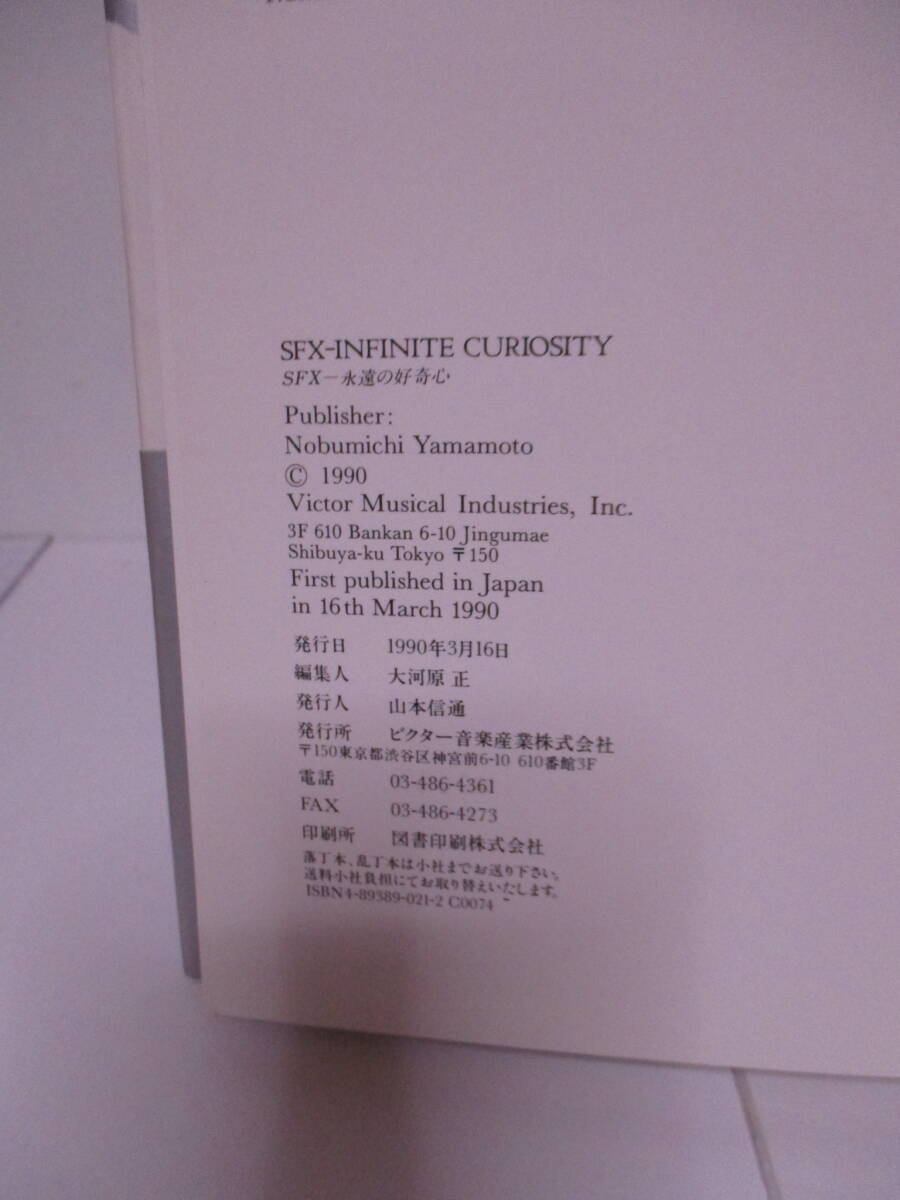 SFX-INFINITE CURIOSITY
SFX—永遠の好奇心
Publisher:
Nobumichi Yamamoto
© 1990
Victor Musical Industries, Inc.
3F 610 Bankan 6-10 Jingumae
Shibuya-ku Tokyo 〒150
First published in Japan
in 16th March 1990
発行日 1990年3月16日
編集人 大河原 正
発行人 山本信通
発行所 ビクター音楽産業株式会社
〒150東京都渋谷区神宮前6-10 610番館3F
電話 03-486-4361
FAX 03-486-4273
印刷所 図書印刷株式会社
落丁本、乱丁本は小社までお送り下さい。
送料小社負担にてお取り替えいたします。
ISBN4-89389-021-2 C0074